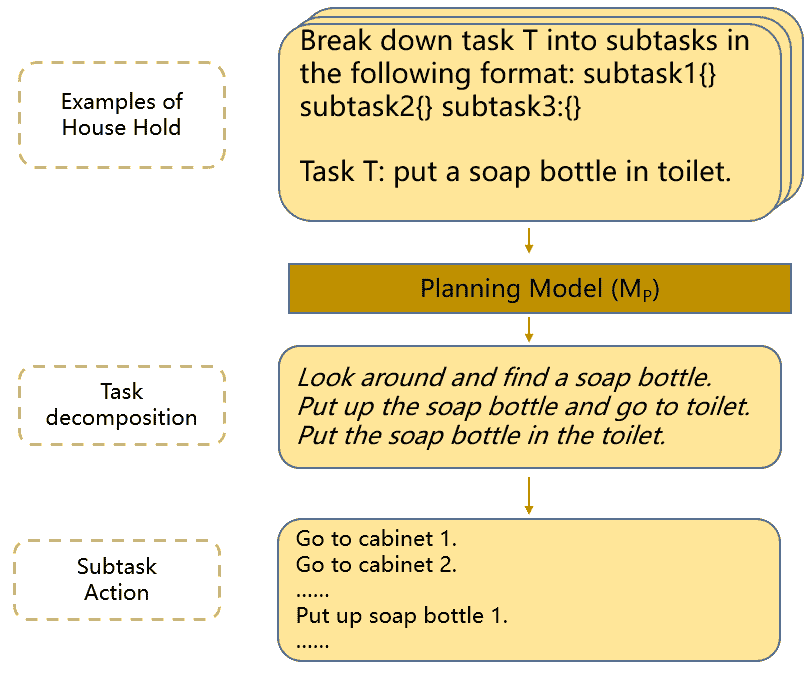 Examples of
House Hold
Break down task T into subtasks in
the following format: subtask1{}
subtask2{} subtask3:{}
Task T: put a soap bottle in toilet.
Planning Model (Mₚ)
Task
decomposition
Look around and find a soap bottle.
Put up the soap bottle and go to toilet.
Put the soap bottle in the toilet.
Subtask
Action
Go to cabinet 1.
Go to cabinet 2.
......
Put up soap bottle 1.
......